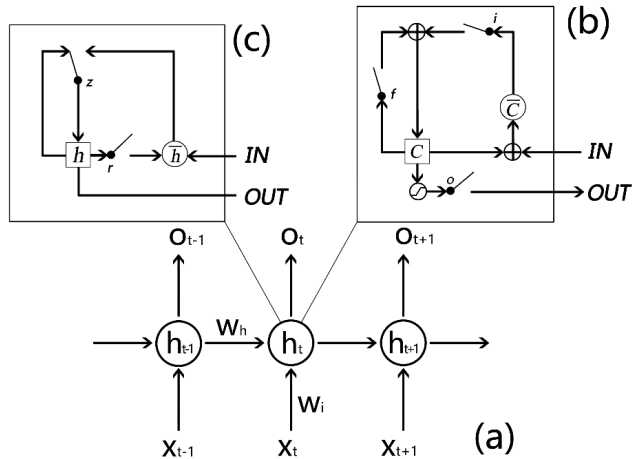 (c)
z
h
r
h̅
IN
OUT
(b)
i
f
C̅
C
IN
o
OUT
Ot-1
Ot
Ot+1
Wh
ht-1
ht
ht+1
Wi
Xt-1
Xt
Xt+1
(a)